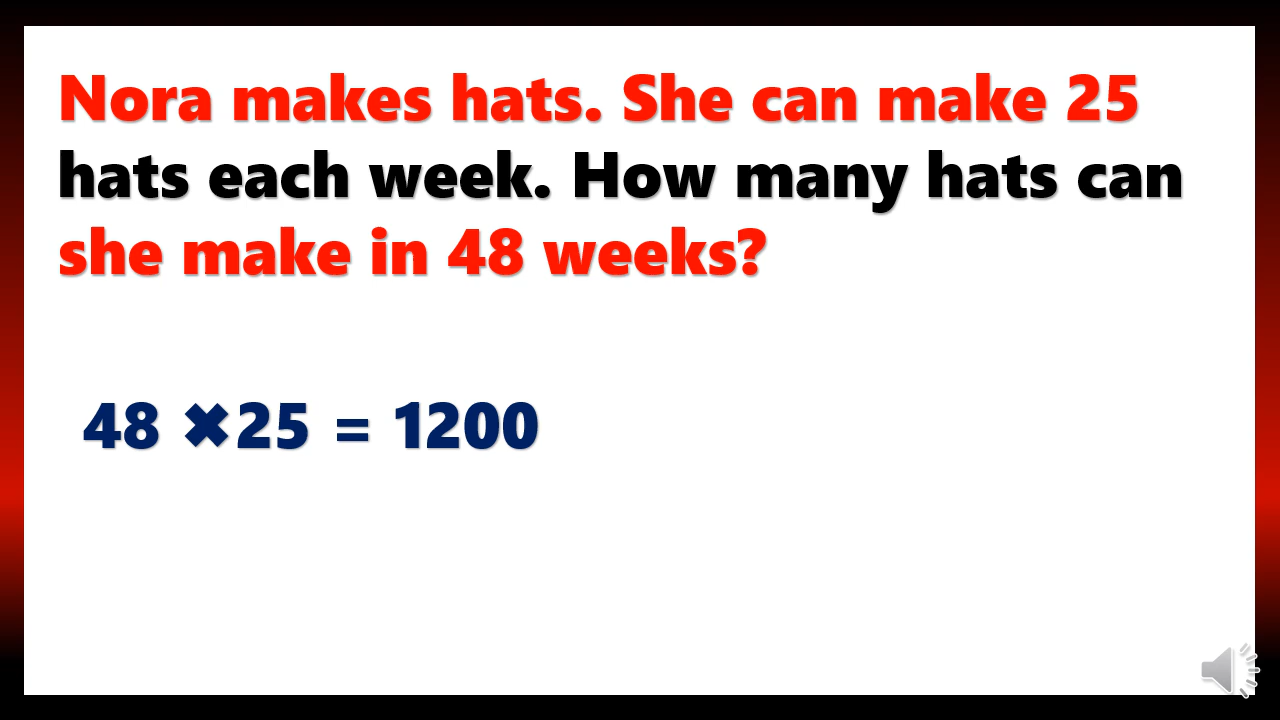 Nora makes hats. She can make 25
hats each week. How many hats can
she make in 48 weeks?
48 ✖25 = 1200